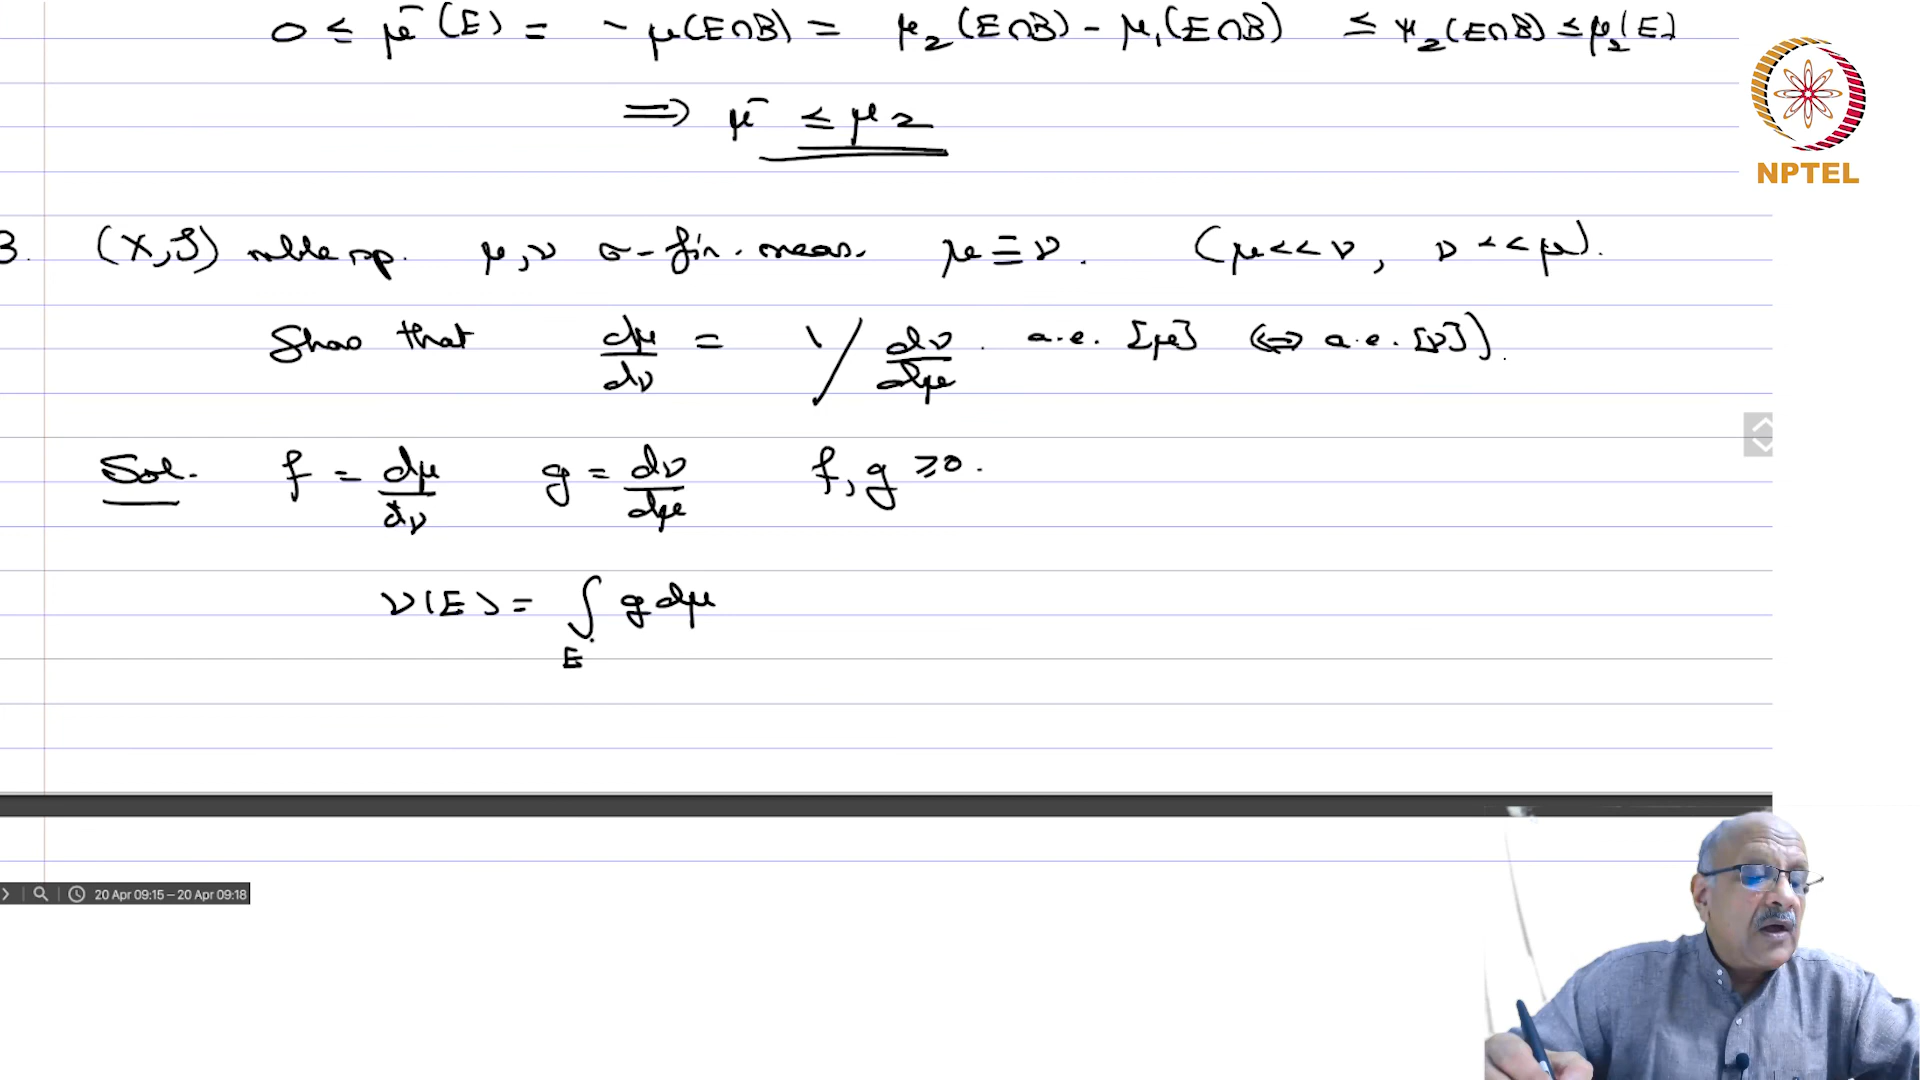 0 ≤ μ⁻(E) = - μ(E∩B) = μ₂(E∩B) - μ₁(E∩B) ≤ μ₂(E∩B) ≤ μ₂(E)
⇒ μ⁻ ≤ μ₂
NPTEL
3. (X,S) mble sp. μ,ν σ-fin. meas. μ ≡ ν. (μ<<ν, ν<<μ).
Show that dμ/dν = 1/(dν/dμ). a.e. [μ] (⇔ a.e. [ν]).
Sol. f = dμ/dν g = dν/dμ f, g ≥0.
ν(E) = ∫_E g dμ
20 Apr 09:15 – 20 Apr 09:18